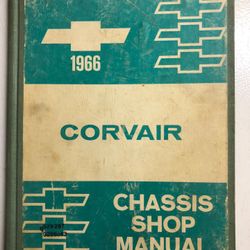 1966
CORVAIR
CHASSIS
SHOP
MANUAL